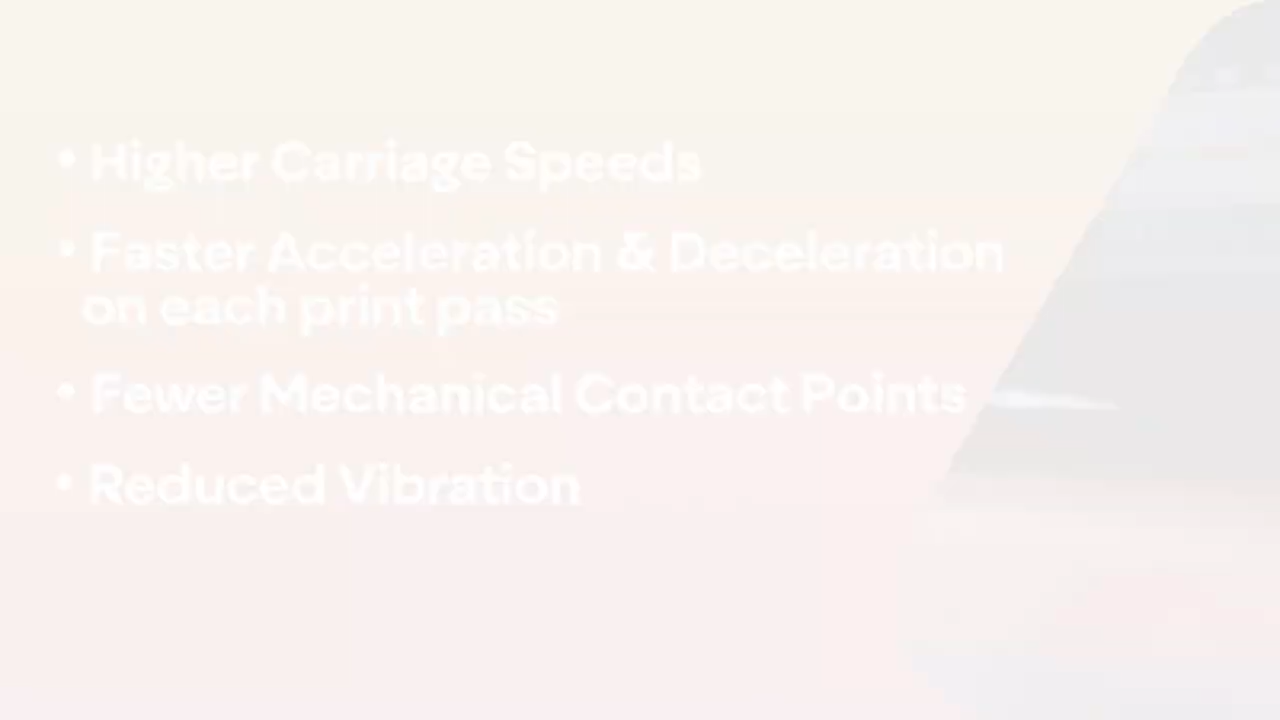 • Higher Carriage Speeds
• Faster Acceleration & Deceleration
on each print pass
• Fewer Mechanical Contact Points
• Reduced Vibration